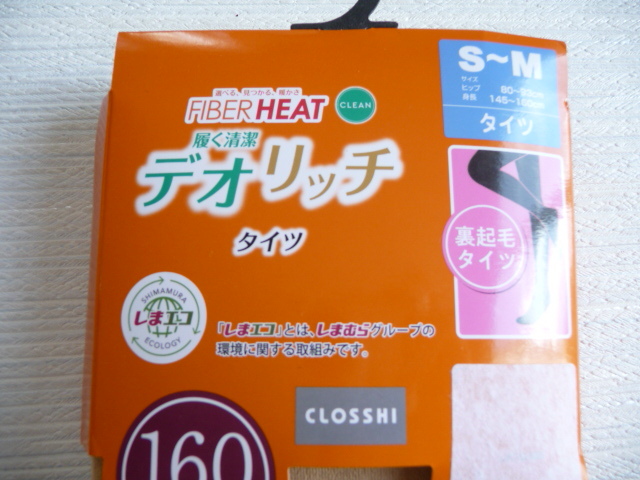 S～M
サイズ
ヒップ 80～93cm
身長 145～160cm
タイツ
選べる、見つかる、暖かさ
FIBER HEAT
CLEAN
履く清潔
デオリッチ
タイツ
裏起毛
タイツ
SHIMAMURA
しまエコ
ECOLOGY
「しまエコ」とは、しまむらグループの
環境に関する取組みです。
CLOSSHI
160